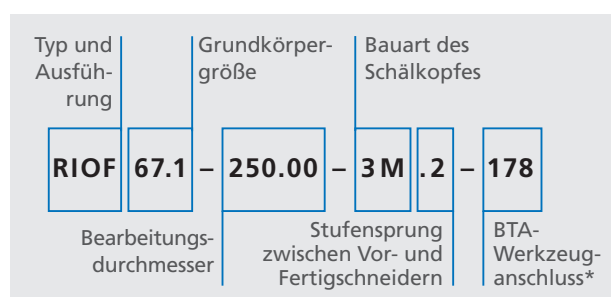 Typ und
Ausfüh-
rung
Grundkörper-
größe
Bauart des
Schälkopfes
RIOF 67.1 – 250.00 – 3M .2 – 178
Bearbeitungs-
durchmesser
Stufensprung
zwischen Vor- und
Fertigschneidern
BTA-
Werkzeug-
anschluss*